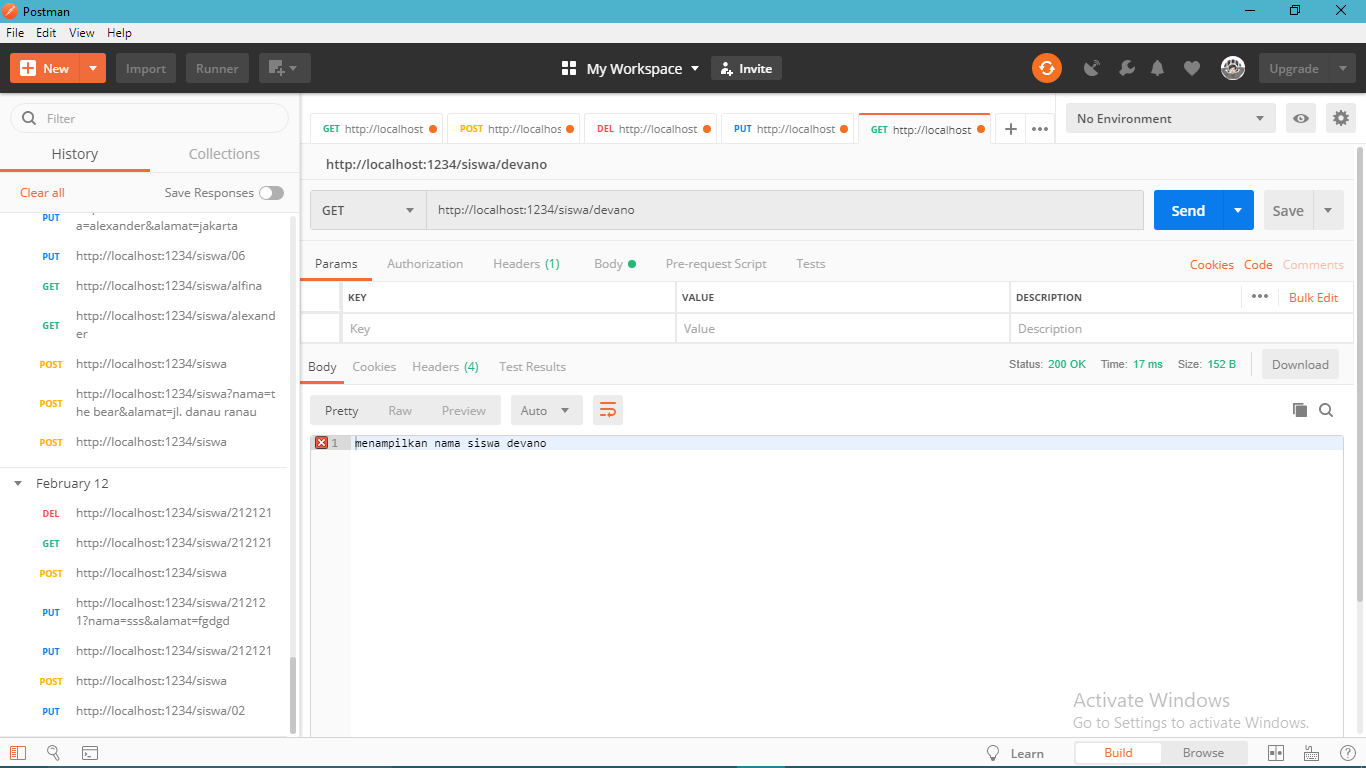 Postman
File Edit View Help
New Import Runner My Workspace Invite Upgrade
Filter
History Collections
Clear all Save Responses
PUT
a=alexander&alamat=jakarta
PUT http://localhost:1234/siswa/06
GET http://localhost:1234/siswa/alfina
GET http://localhost:1234/siswa/alexand
er
POST http://localhost:1234/siswa
POST http://localhost:1234/siswa?nama=t
he bear&alamat=jl. danau ranau
POST http://localhost:1234/siswa
February 12
DEL http://localhost:1234/siswa/212121
GET http://localhost:1234/siswa/212121
POST http://localhost:1234/siswa
PUT http://localhost:1234/siswa/21212
1?nama=sss&alamat=fgdgd
PUT http://localhost:1234/siswa/212121
POST http://localhost:1234/siswa
PUT http://localhost:1234/siswa/02
GET http://localhost POST http://localhos DEL http://localhost PUT http://localhost GET http://localhost + •••
No Environment
http://localhost:1234/siswa/devano
GET http://localhost:1234/siswa/devano Send Save
Params Authorization Headers (1) Body Pre-request Script Tests Cookies Code Comments
KEY VALUE DESCRIPTION ••• Bulk Edit
Key Value Description
Body Cookies Headers (4) Test Results Status: 200 OK Time: 17 ms Size: 152 B Download
Pretty Raw Preview Auto
1 menampilkan nama siswa devano
Activate Windows
Go to Settings to activate Windows.
Learn Build Browse ?